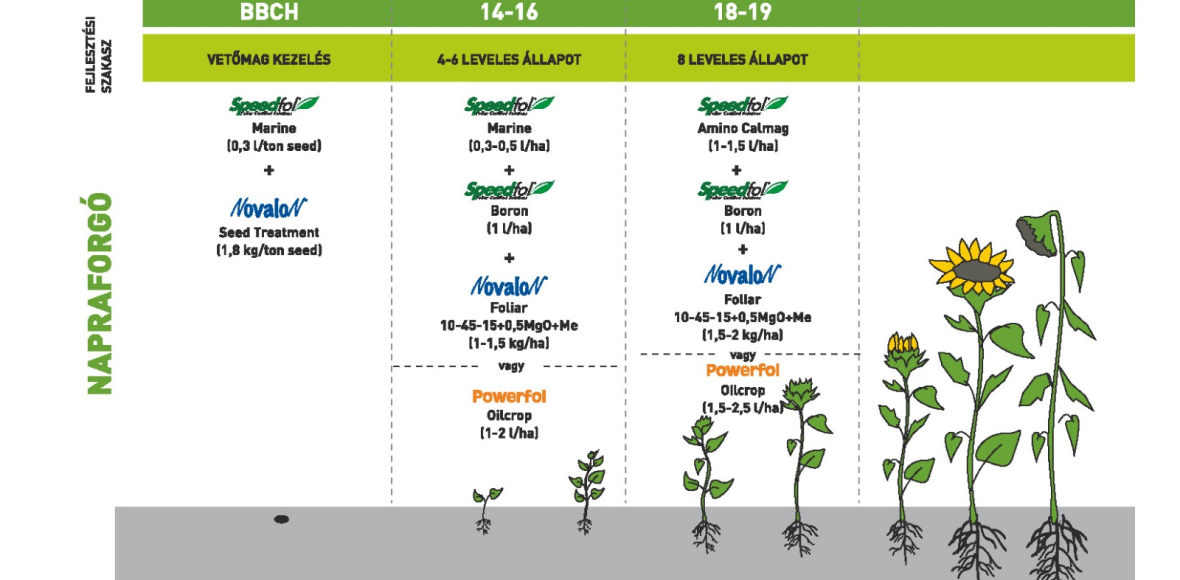 BBCH
14-16
18-19
FEJLESZTÉSI
SZAKASZ
VETŐMAG KEZELÉS
4-6 LEVELES ÁLLAPOT
8 LEVELES ÁLLAPOT
NAPRAFORGÓ
Speedfol
Marine
(0,3 l/ton seed)
+
NovaloN
Seed Treatment
(1,8 kg/ton seed)
Speedfol
Marine
(0,3-0,5 l/ha)
+
Speedfol
Boron
(1 l/ha)
+
NovaloN
Foliar
10-45-15+0,5MgO+Me
(1-1,5 kg/ha)
vagy
Powerfol
Oilcrop
(1-2 l/ha)
Speedfol
Amino Calmag
(1-1,5 l/ha)
+
Speedfol
Boron
(1 l/ha)
+
NovaloN
Foliar
10-45-15+0,5MgO+Me
(1,5-2 kg/ha)
vagy
Powerfol
Oilcrop
(1,5-2,5 l/ha)